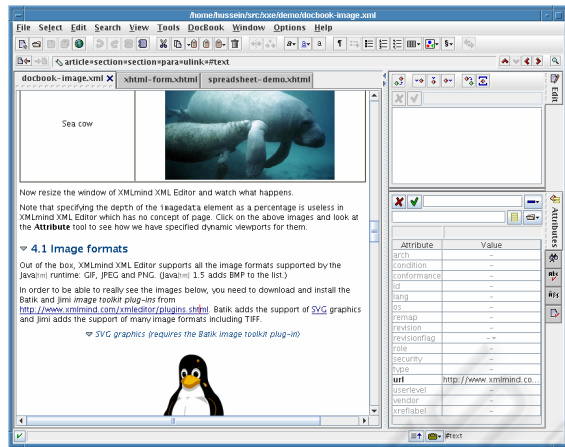 /home/hussein/src/xxe/demo/docbook-image.xml
File Select Edit Search View Tools DocBook Window Options Help
article»section»section»para»ulink»#text
docbook-image.xml xhtml-form.xhtml spreadsheet-demo.xhtml
Sea cow
Now resize the window of XMLmind XML Editor and watch what happens.
Note that specifying the depth of the imagedata element as a percentage is useless in
XMLmind XML Editor which has no concept of page. Click on the above images and look at
the Attribute tool to see how we have specified dynamic viewports for them.
4.1 Image formats
Out of the box, XMLmind XML Editor supports all the image formats supported by the
Java[tm] runtime: GIF, JPEG and PNG. (Java[tm] 1.5 adds BMP to the list.)
In order to be able to really see the images below, you need to download and install the
Batik and Jimi image toolkit plug-ins from
http://www.xmlmind.com/xmleditor/plugins.shtml. Batik adds the support of SVG graphics
and Jimi adds the support of many image formats including TIFF.
SVG graphics (requires the Batik image toolkit plug-in)
Edit
Attributes
Attribute Value
arch –
condition –
conformance –
id –
lang –
os –
remap –
revision –
revisionflag –
role –
security –
type –
url http://www.xmlmind.co...
userlevel –
vendor –
xreflabel –
#text